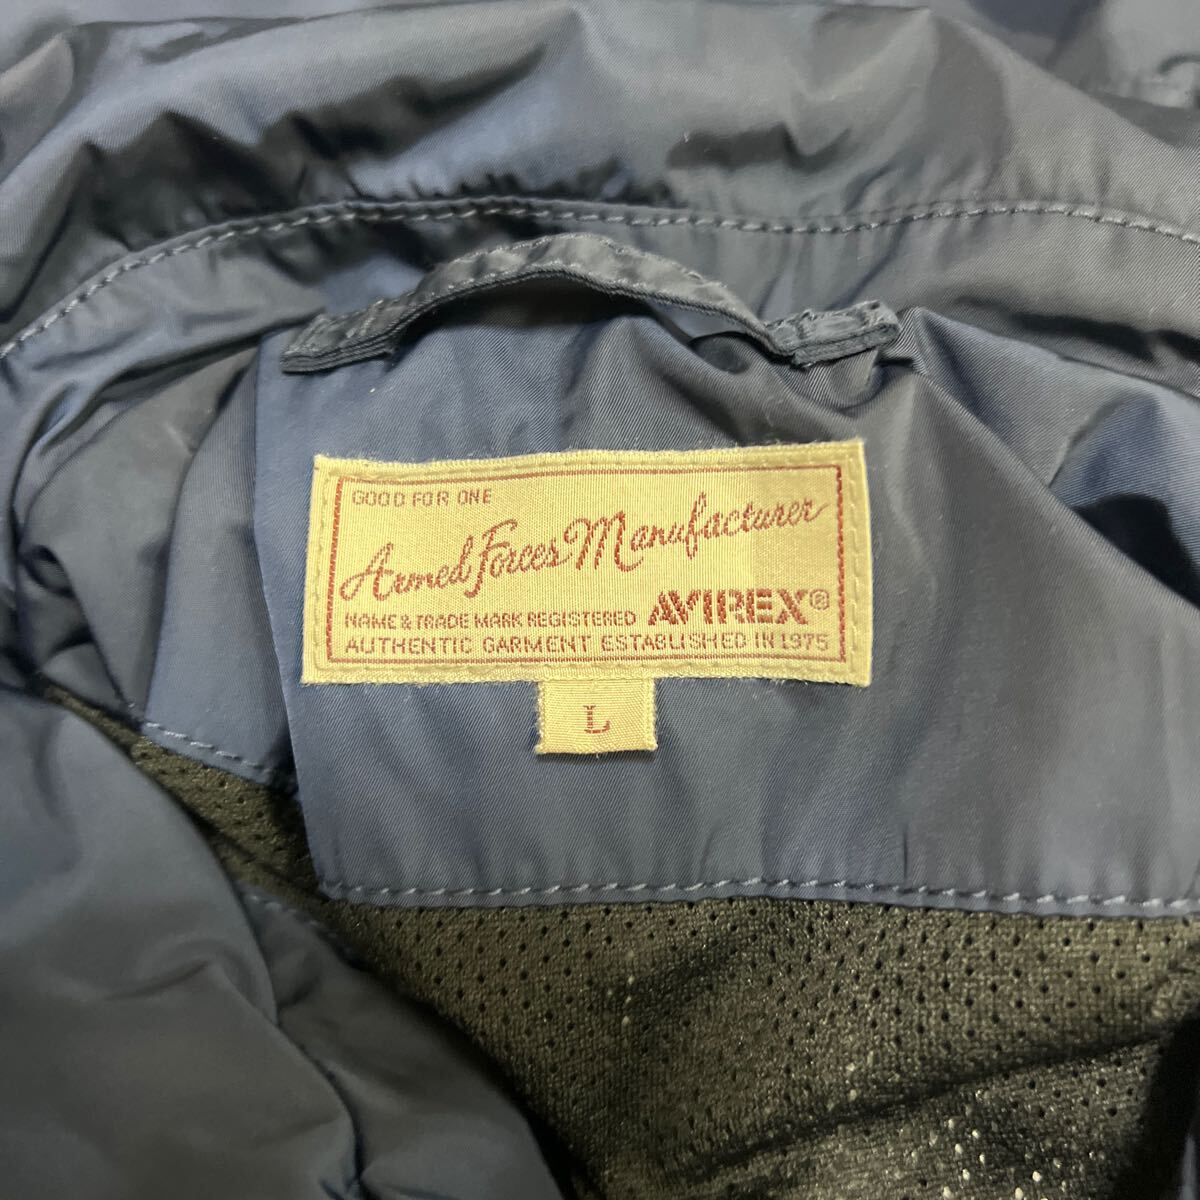 GOOD FOR ONE
Armed Forces Manufacturer
NAME & TRADE MARK REGISTERED AVIREX®
AUTHENTIC GARMENT ESTABLISHED IN 1975
L